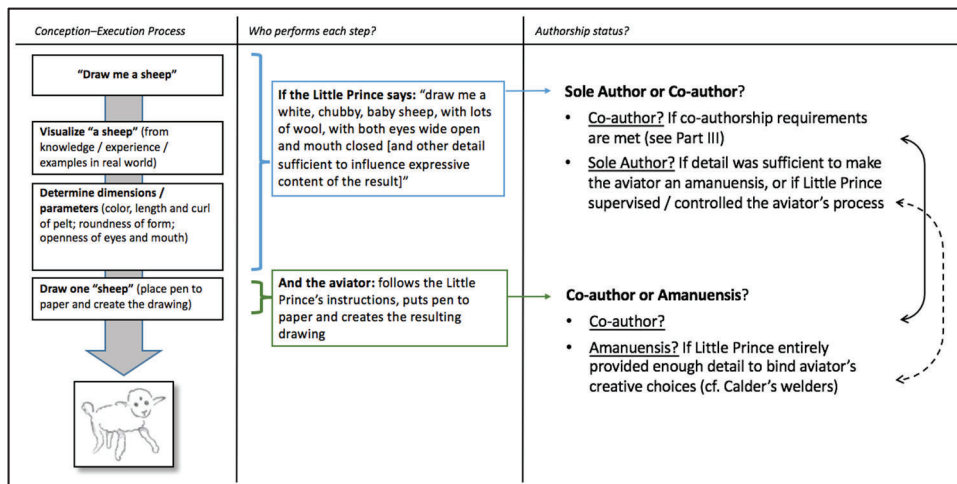 Conception–Execution Process
Who performs each step?
Authorship status?
“Draw me a sheep”
Visualize “a sheep” (from
knowledge / experience /
examples in real world)
Determine dimensions /
parameters (color, length and curl
of pelt; roundness of form;
openness of eyes and mouth)
Draw one “sheep” (place pen to
paper and create the drawing)
If the Little Prince says: “draw me a
white, chubby, baby sheep, with lots
of wool, with both eyes wide open
and mouth closed [and other detail
sufficient to influence expressive
content of the result]”
And the aviator: follows the Little
Prince’s instructions, puts pen to
paper and creates the resulting
drawing
Sole Author or Co-author?
• Co-author? If co-authorship requirements
are met (see Part III)
• Sole Author? If detail was sufficient to make
the aviator an amanuensis, or if Little Prince
supervised / controlled the aviator’s process
Co-author or Amanuensis?
• Co-author?
• Amanuensis? If Little Prince entirely
provided enough detail to bind aviator’s
creative choices (cf. Calder’s welders)